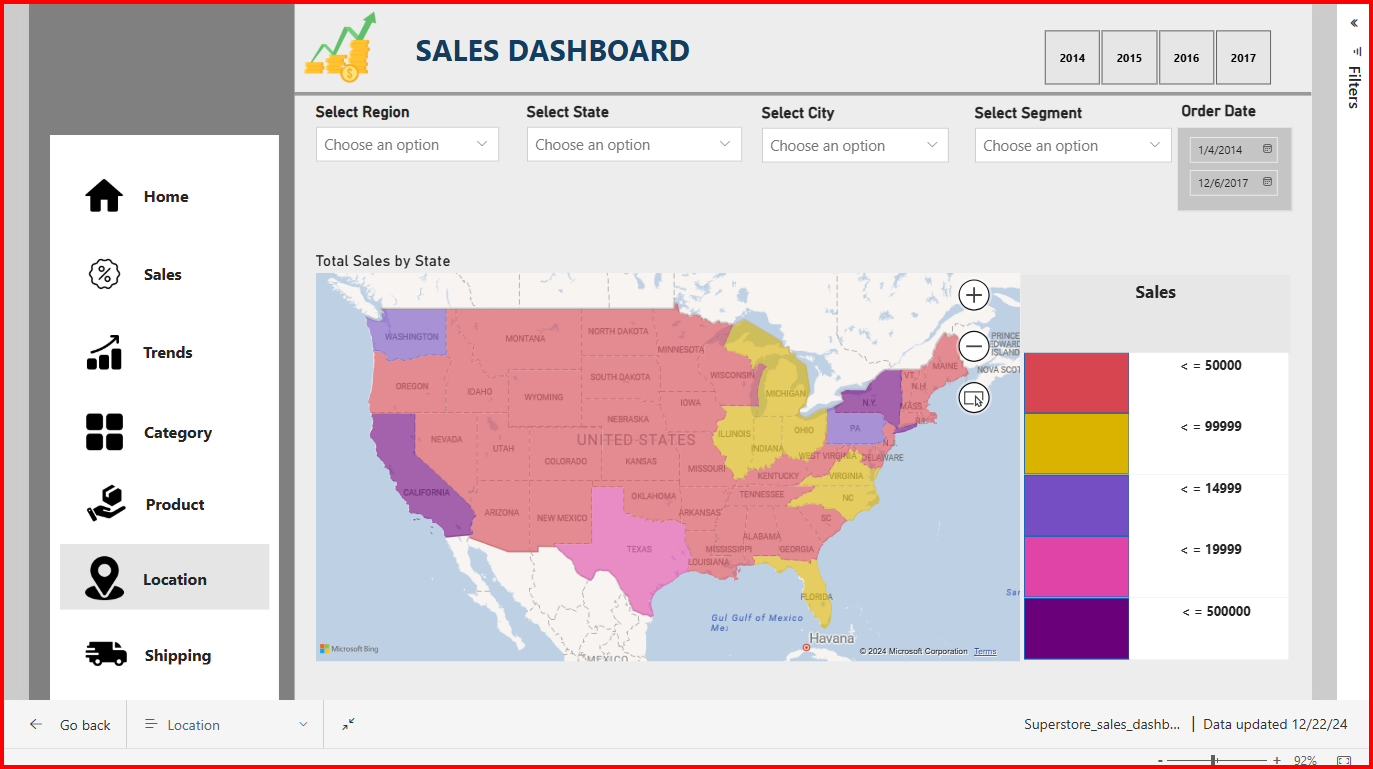 SALES DASHBOARD
2014 2015 2016 2017
Filters
Select Region Select State Select City Select Segment Order Date
Choose an option Choose an option Choose an option Choose an option
1/4/2014
12/6/2017
Home
Sales
Trends
Category
Product
Location
Shipping
Total Sales by State
WASHINGTON
MONTANA
NORTH DAKOTA
MINNESOTA
OREGON
IDAHO
WYOMING
SOUTH DAKOTA
WISCONSIN
MICHIGAN
N.Y.
VT.
N.H.
MAINE
MASS
R.I.
PRINCE
EDWARD
ISLAND
NOVA SCOT
IOWA
NEBRASKA
NEVADA
UTAH
UNITED STATES
ILLINOIS
INDIANA
OHIO
PA
N.J.
COLORADO
KANSAS
MISSOURI
WEST VIRGINIA
DELAWARE
KENTUCKY
VIRGINIA
CALIFORNIA
OKLAHOMA
TENNESSEE
NC
ARIZONA
NEW MEXICO
ARKANSAS
SC
ALABAMA
TEXAS
MISSISSIPPI
GEORGIA
LOUISIANA
FLORIDA
Sar
Gul Gulf of Mexico
Me
Havana
MEXICO
Microsoft Bing
© 2024 Microsoft Corporation Terms
Sales
< = 50000
< = 99999
< = 14999
< = 19999
< = 500000
Go back
Location
Superstore_sales_dashb... | Data updated 12/22/24
- + 92%